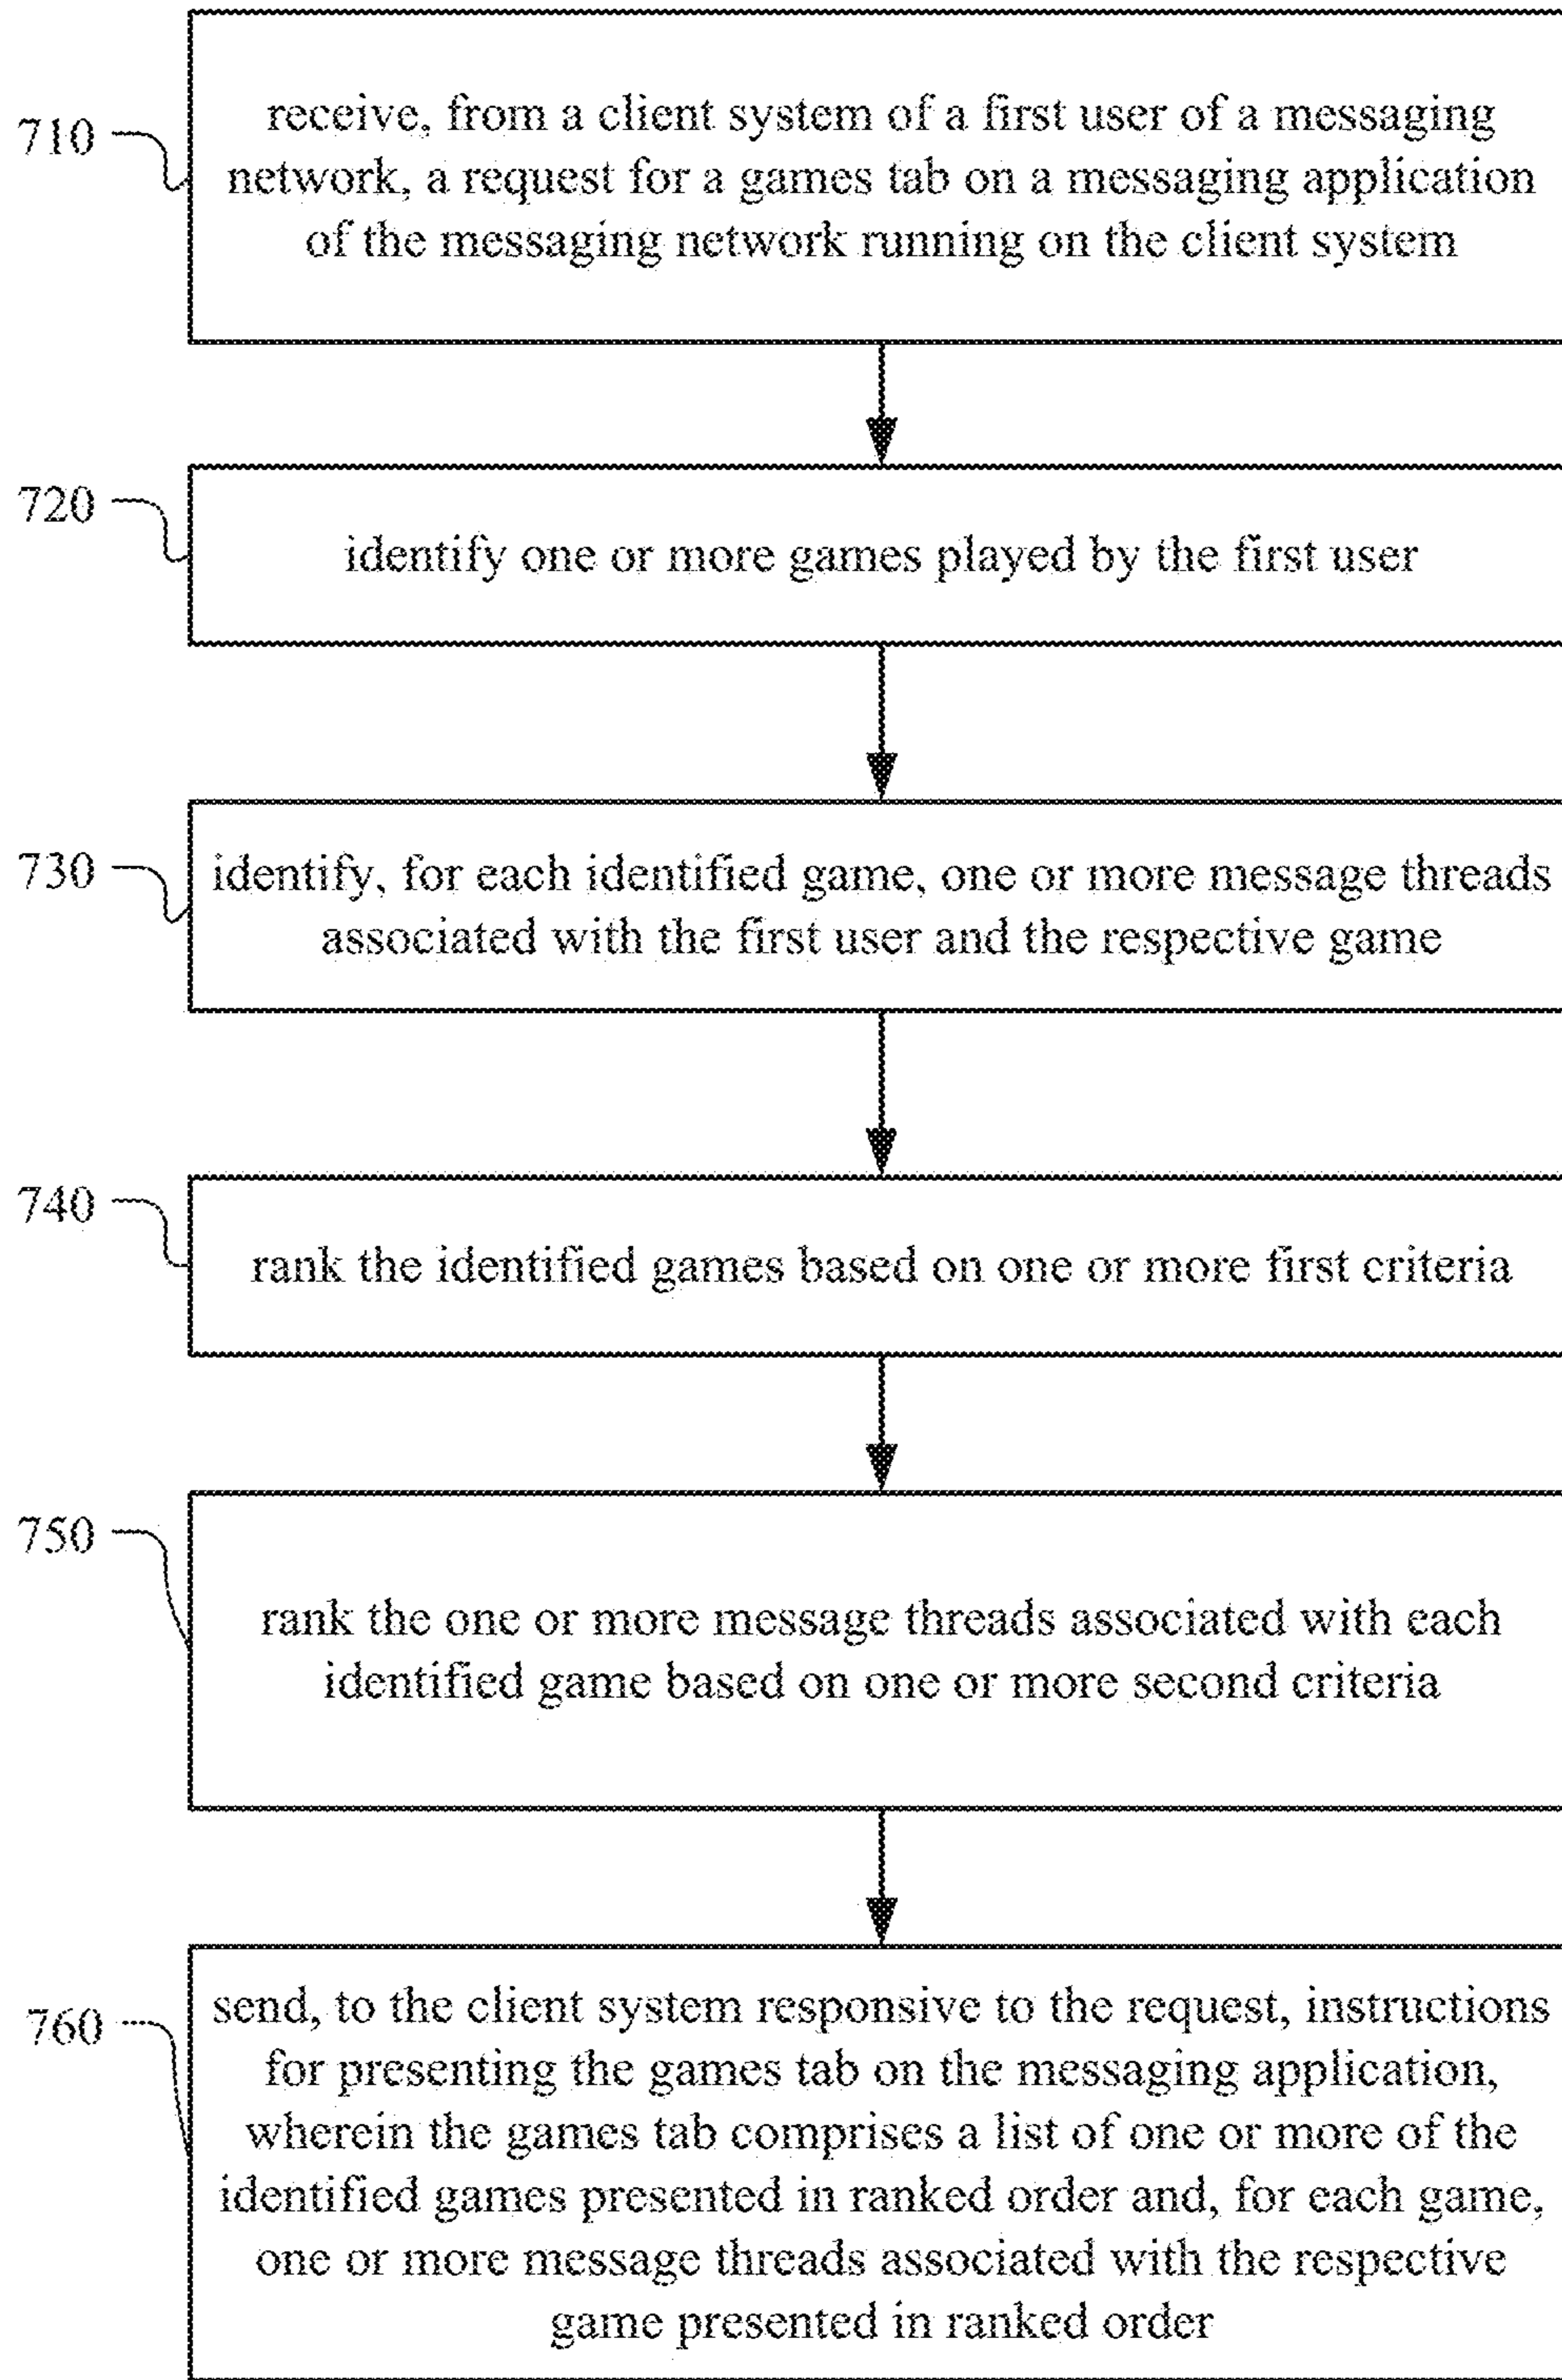 710
receive, from a client system of a first user of a messaging
network, a request for a games tab on a messaging application
of the messaging network running on the client system
720
identify one or more games played by the first user
730
identify, for each identified game, one or more message threads
associated with the first user and the respective game
740
rank the identified games based on one or more first criteria
750
rank the one or more message threads associated with each
identified game based on one or more second criteria
760
send, to the client system responsive to the request, instructions
for presenting the games tab on the messaging application,
wherein the games tab comprises a list of one or more of the
identified games presented in ranked order and, for each game,
one or more message threads associated with the respective
game presented in ranked order